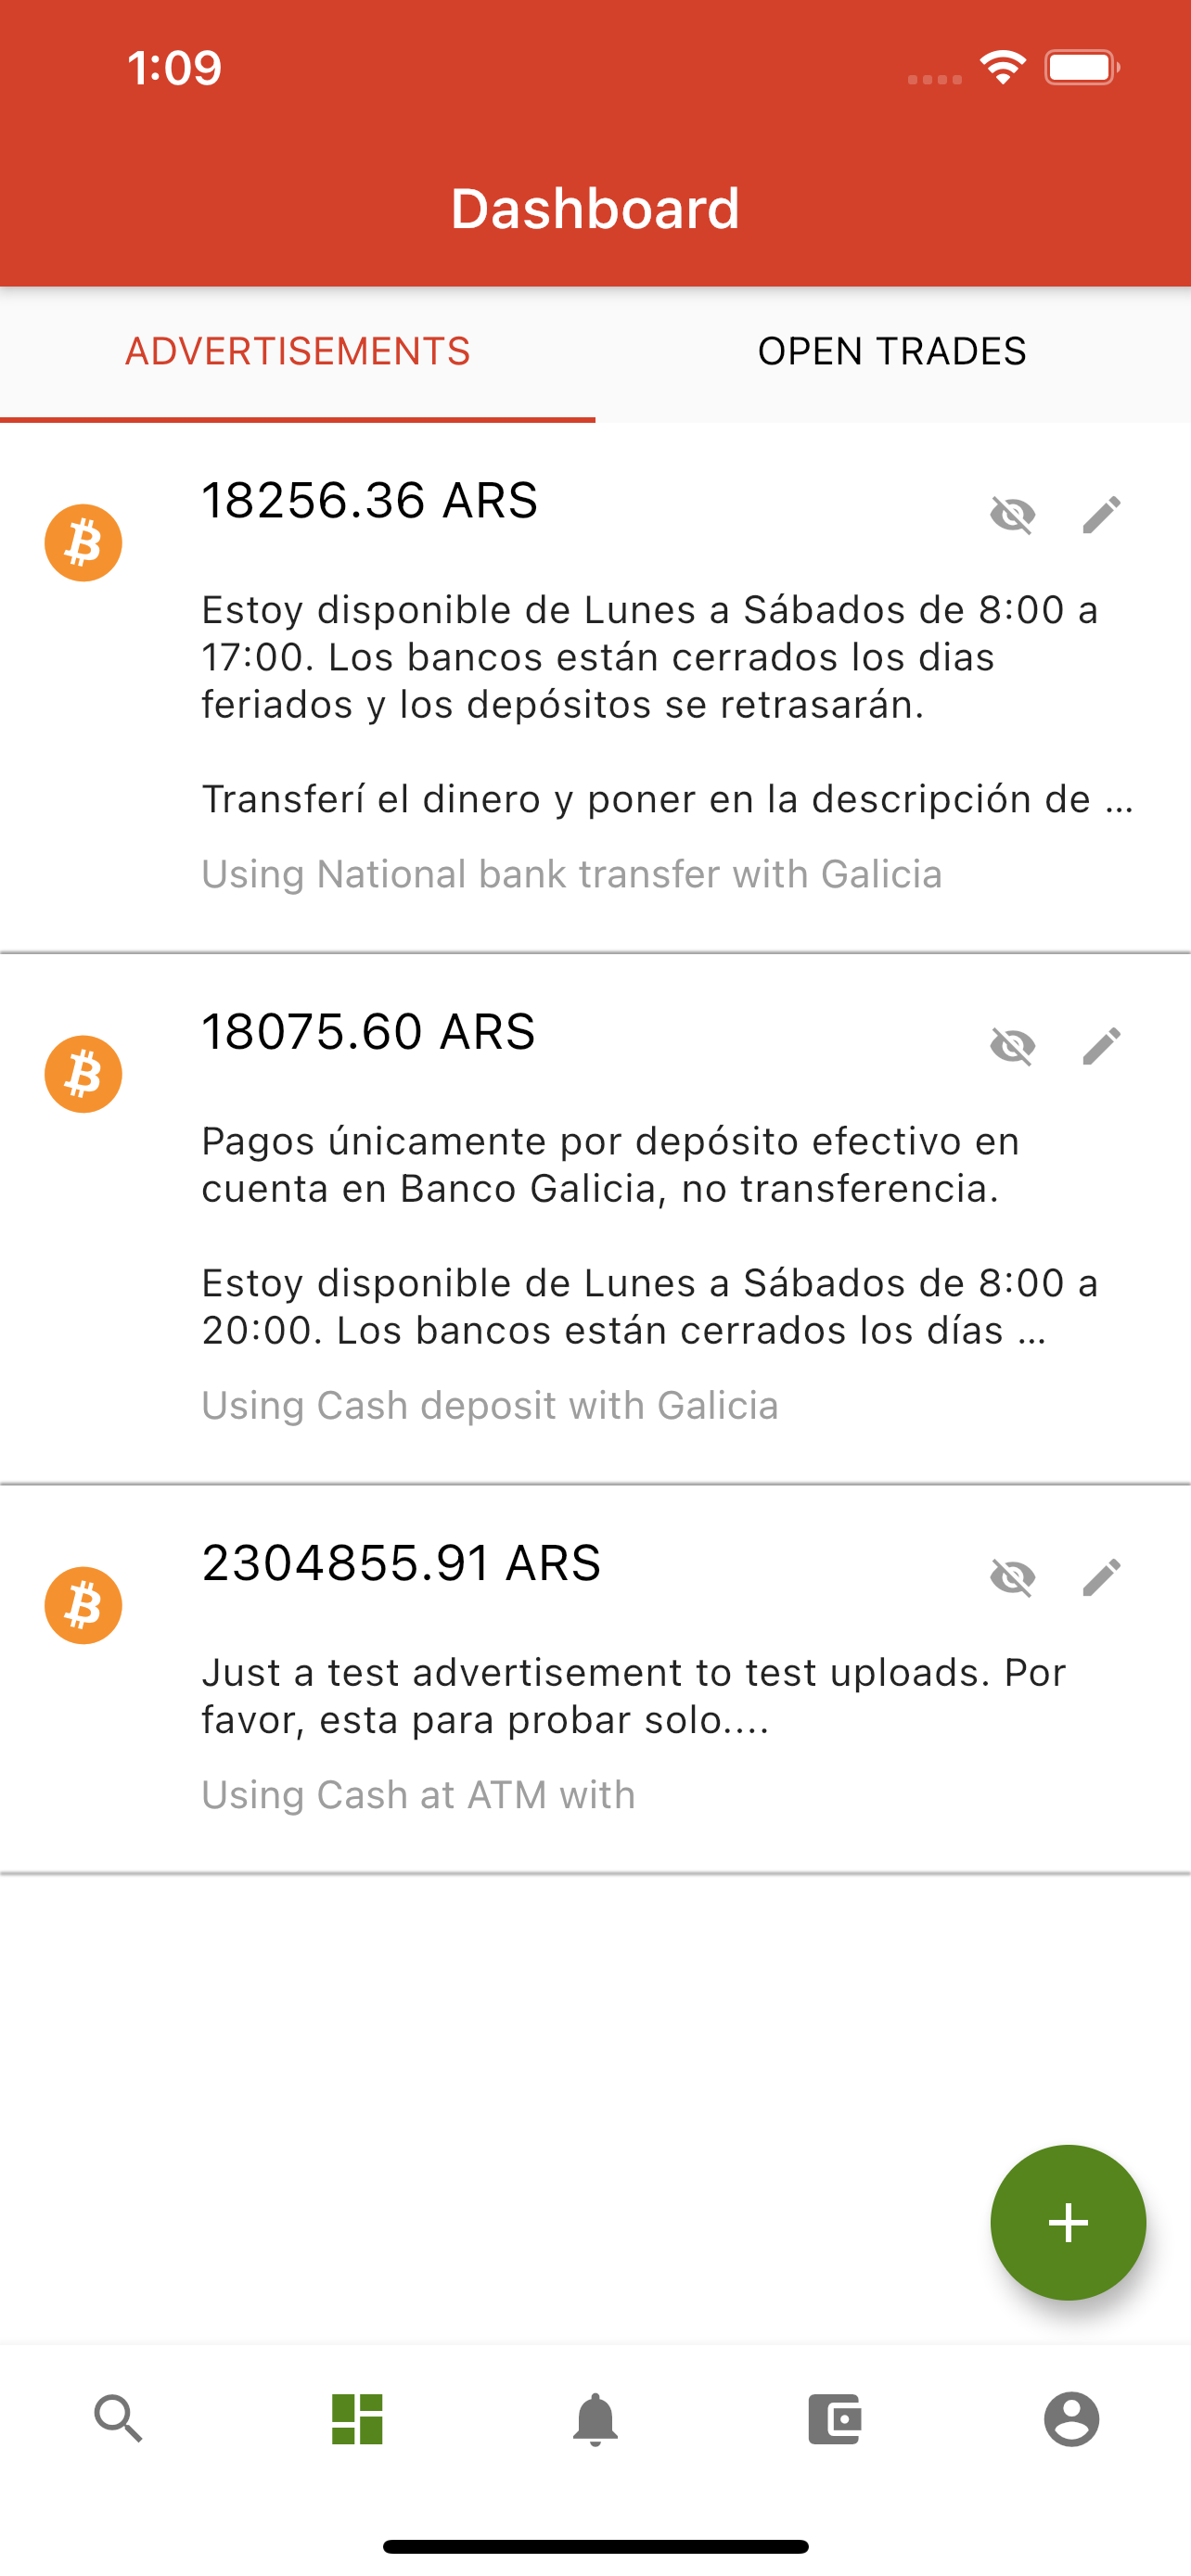 1:09
Dashboard
ADVERTISEMENTS
OPEN TRADES
18256.36 ARS
Estoy disponible de Lunes a Sábados de 8:00 a
17:00. Los bancos están cerrados los dias
feriados y los depósitos se retrasarán.
Transferí el dinero y poner en la descripción de ...
Using National bank transfer with Galicia
18075.60 ARS
Pagos únicamente por depósito efectivo en
cuenta en Banco Galicia, no transferencia.
Estoy disponible de Lunes a Sábados de 8:00 a
20:00. Los bancos están cerrados los días ...
Using Cash deposit with Galicia
2304855.91 ARS
Just a test advertisement to test uploads. Por
favor, esta para probar solo....
Using Cash at ATM with